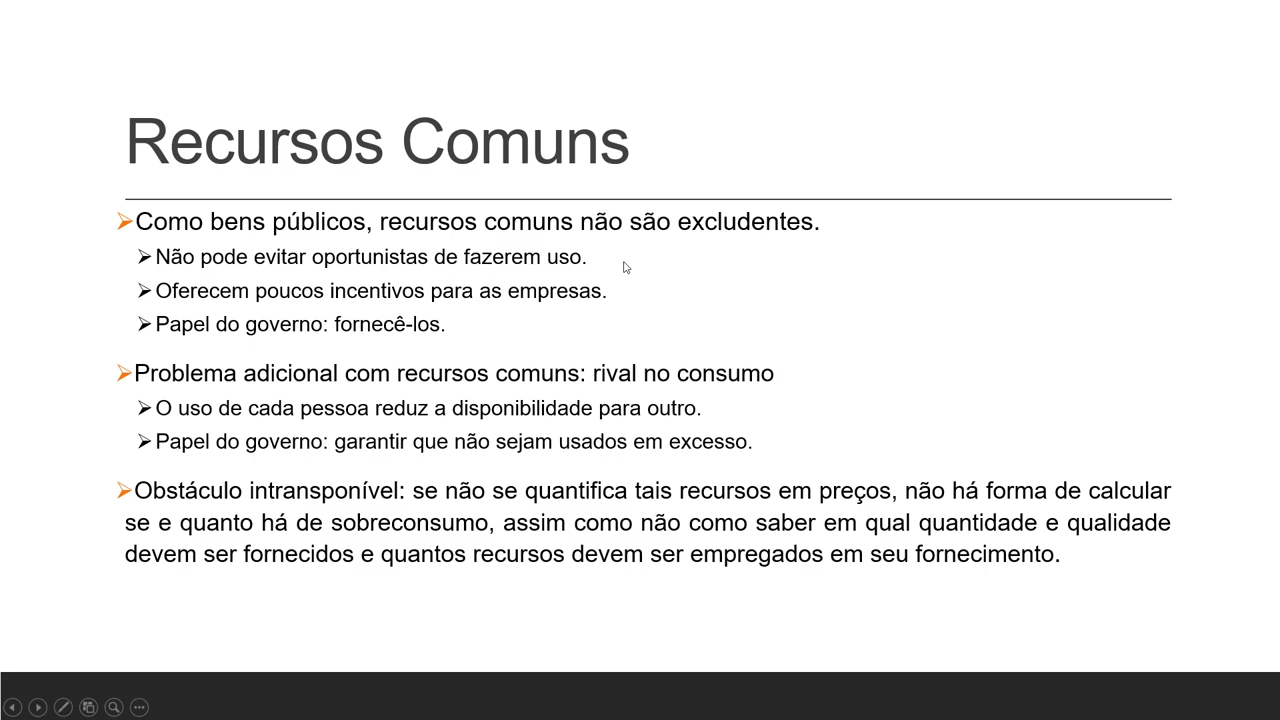 Recursos Comuns
Como bens públicos, recursos comuns não são excludentes.
Não pode evitar oportunistas de fazerem uso.
Oferecem poucos incentivos para as empresas.
Papel do governo: fornecê-los.
Problema adicional com recursos comuns: rival no consumo
O uso de cada pessoa reduz a disponibilidade para outro.
Papel do governo: garantir que não sejam usados em excesso.
Obstáculo intransponível: se não se quantifica tais recursos em preços, não há forma de calcular
se e quanto há de sobreconsumo, assim como não como saber em qual quantidade e qualidade
devem ser fornecidos e quantos recursos devem ser empregados em seu fornecimento.